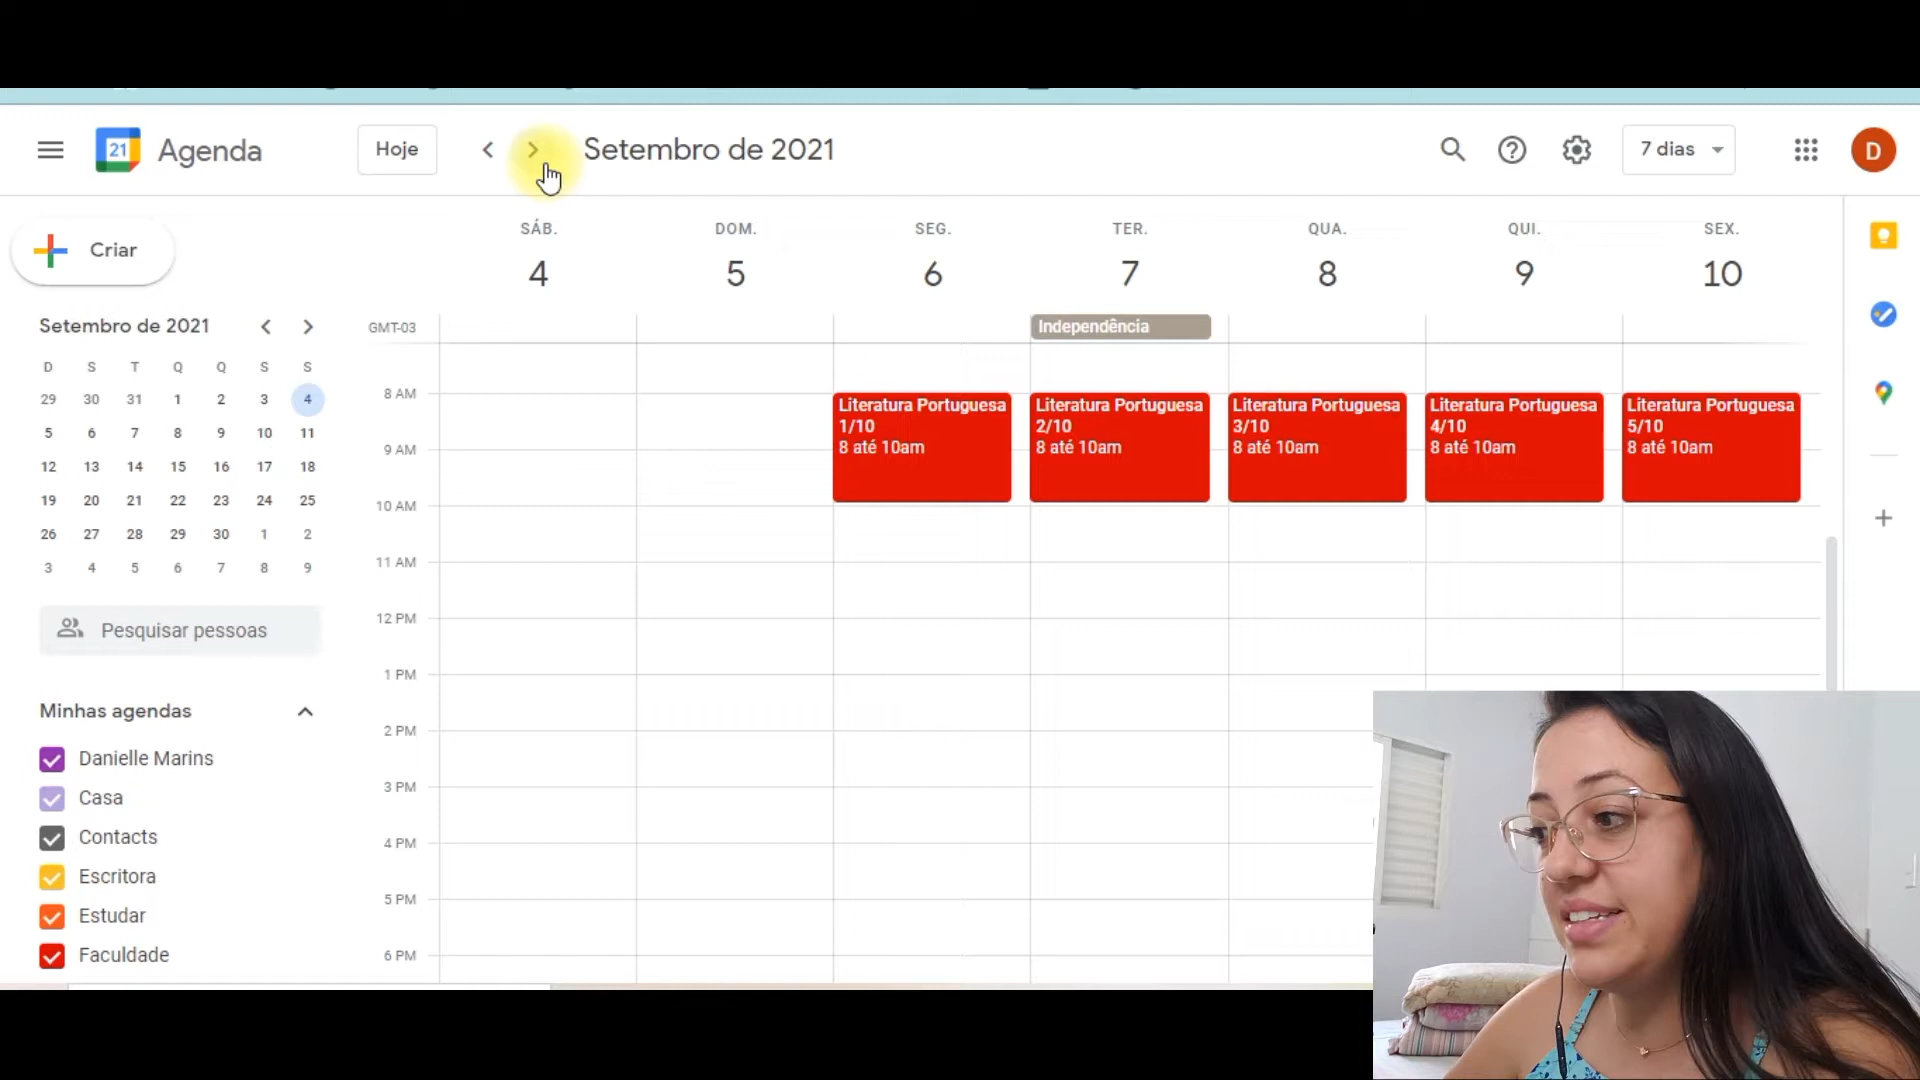 21 Agenda Hoje Setembro de 2021 7 dias D
Criar
SÁB. DOM. SEG. TER. QUA. QUI. SEX.
4 5 6 7 8 9 10
GMT-03 Independência
Setembro de 2021
D S T Q Q S S
29 30 31 1 2 3 4
5 6 7 8 9 10 11
12 13 14 15 16 17 18
19 20 21 22 23 24 25
26 27 28 29 30 1 2
3 4 5 6 7 8 9
8 AM
9 AM
10 AM
11 AM
12 PM
1 PM
2 PM
3 PM
4 PM
5 PM
6 PM
Literatura Portuguesa
1/10
8 até 10am
Literatura Portuguesa
2/10
8 até 10am
Literatura Portuguesa
3/10
8 até 10am
Literatura Portuguesa
4/10
8 até 10am
Literatura Portuguesa
5/10
8 até 10am
Pesquisar pessoas
Minhas agendas
Danielle Marins
Casa
Contacts
Escritora
Estudar
Faculdade